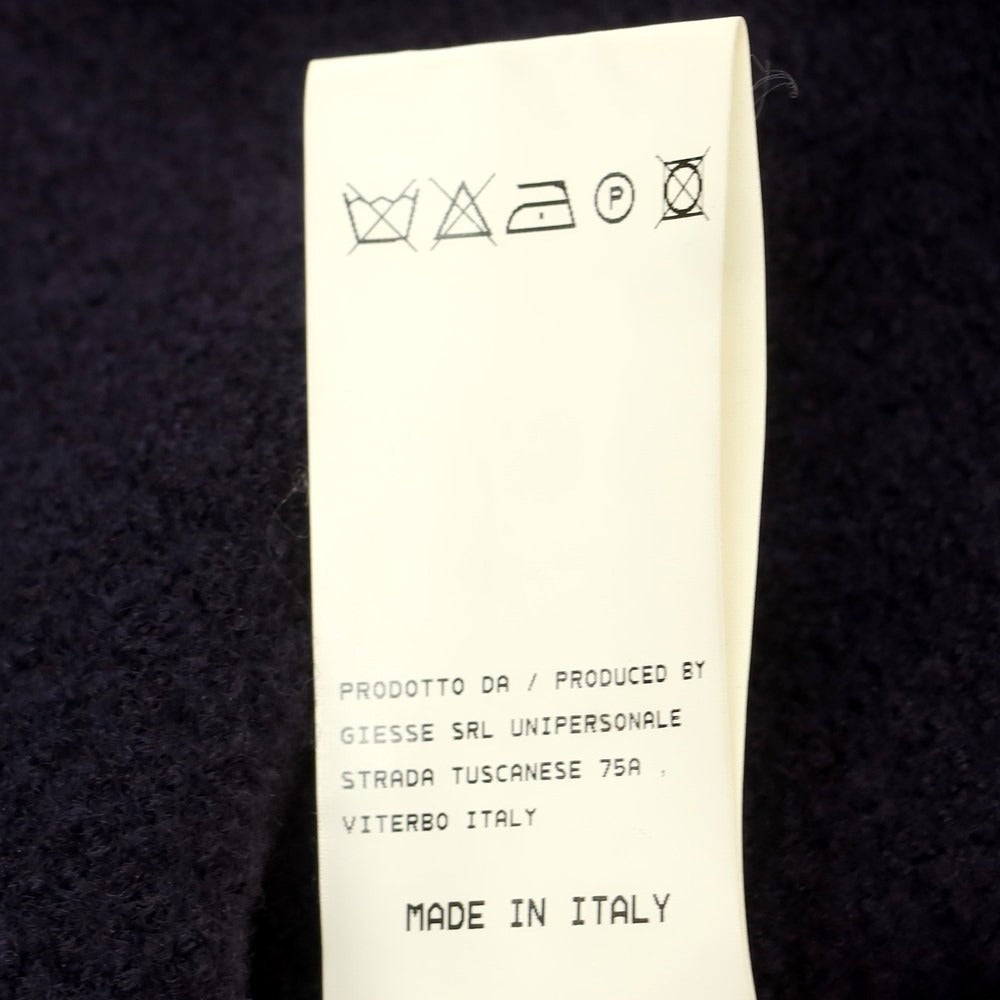 P
PRODOTTO DA / PRODUCED BY
GIESSE SRL UNIPERSONALE
STRADA TUSCANESE 75A ,
VITERBO ITALY
MADE IN ITALY